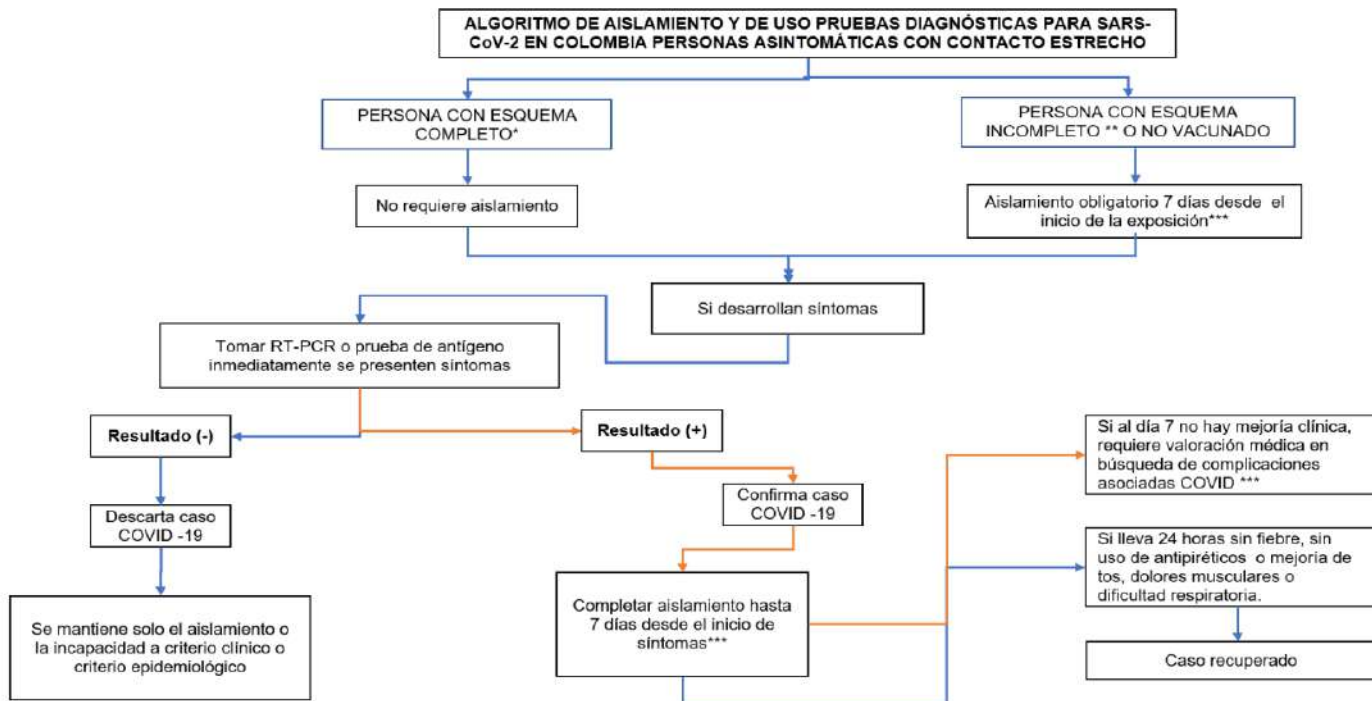 ALGORITMO DE AISLAMIENTO Y DE USO PRUEBAS DIAGNÓSTICAS PARA SARS-
CoV-2 EN COLOMBIA PERSONAS ASINTOMÁTICAS CON CONTACTO ESTRECHO
PERSONA CON ESQUEMA
COMPLETO*
PERSONA CON ESQUEMA
INCOMPLETO ** O NO VACUNADO
No requiere aislamiento
Aislamiento obligatorio 7 días desde el
inicio de la exposición***
Si desarrollan síntomas
Tomar RT-PCR o prueba de antígeno
inmediatamente se presenten síntomas
Resultado (-)
Resultado (+)
Descarta caso
COVID -19
Confirma caso
COVID -19
Se mantiene solo el aislamiento o
la incapacidad a criterio clínico o
criterio epidemiológico
Completar aislamiento hasta
7 días desde el inicio de
síntomas***
Si al día 7 no hay mejoría clínica,
requiere valoración médica en
búsqueda de complicaciones
asociadas COVID ***
Si lleva 24 horas sin fiebre, sin
uso de antipiréticos o mejoría de
tos, dolores musculares o
dificultad respiratoria.
Caso recuperado